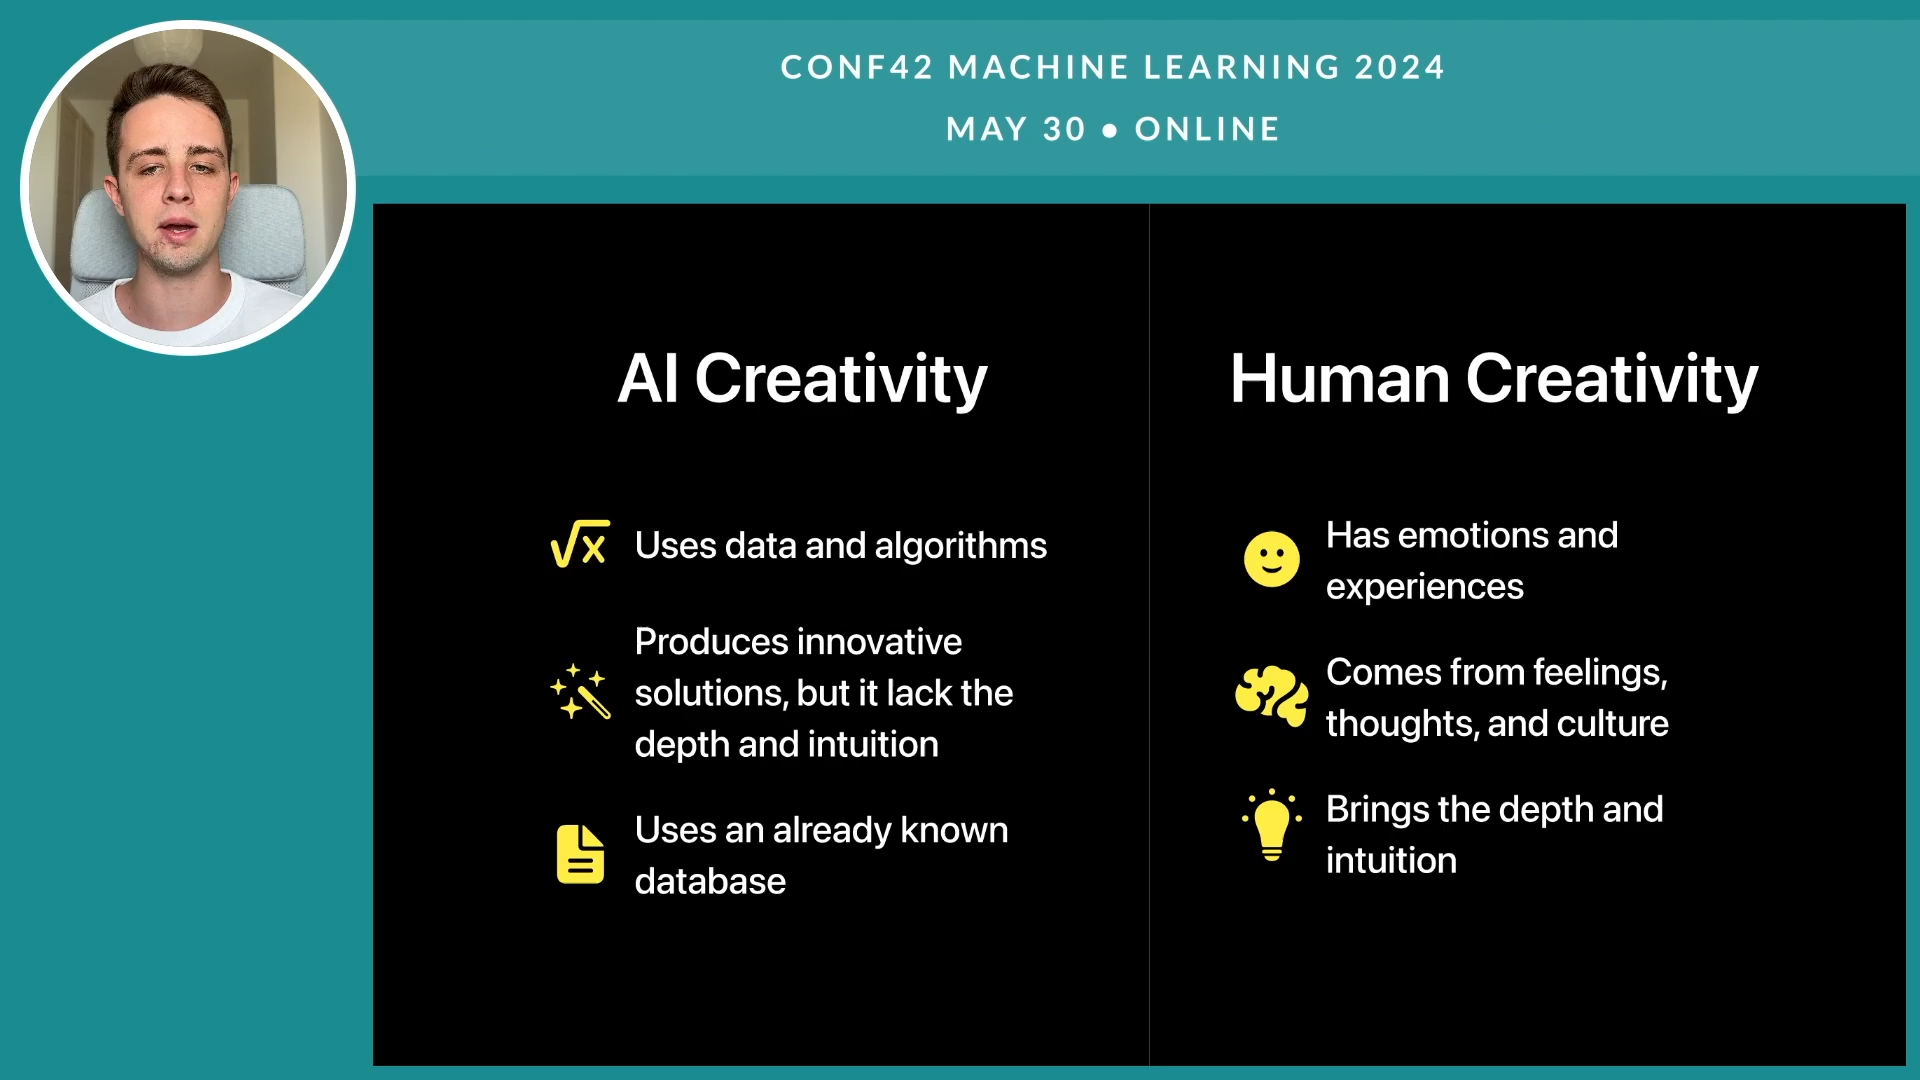 CONF42 MACHINE LEARNING 2024
MAY 30 • ONLINE
AI Creativity
Uses data and algorithms
Produces innovative
solutions, but it lack the
depth and intuition
Uses an already known
database
Human Creativity
Has emotions and
experiences
Comes from feelings,
thoughts, and culture
Brings the depth and
intuition